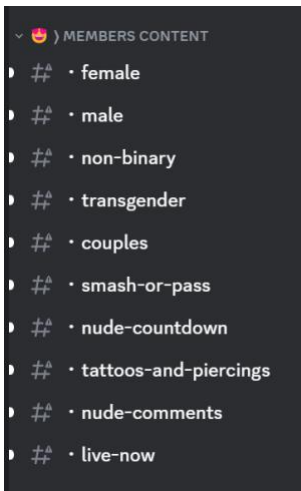 😍 ) MEMBERS CONTENT
• female
• male
• non-binary
• transgender
• couples
• smash-or-pass
• nude-countdown
• tattoos-and-piercings
• nude-comments
• live-now